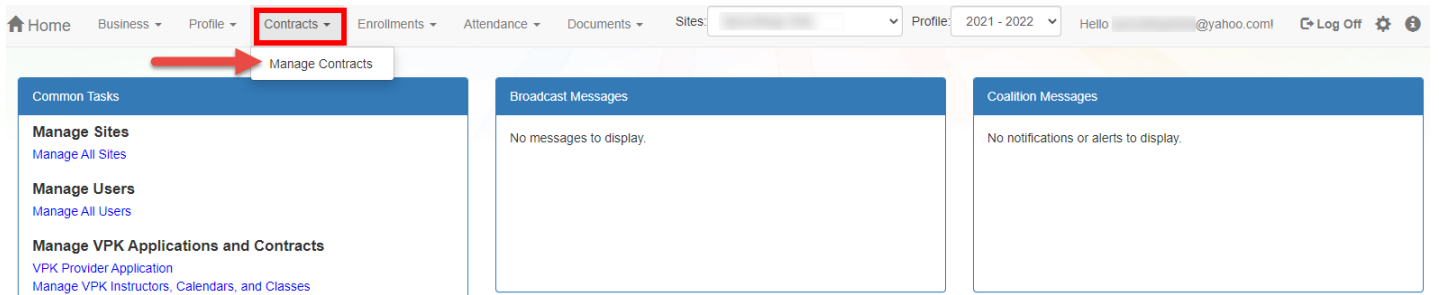 Home Business Profile Contracts Enrollments Attendance Documents Sites: Profile: 2021 - 2022 Hello @yahoo.com! Log Off
Manage Contracts
Common Tasks
Manage Sites
Manage All Sites
Manage Users
Manage All Users
Manage VPK Applications and Contracts
VPK Provider Application
Manage VPK Instructors, Calendars, and Classes
Broadcast Messages
No messages to display.
Coalition Messages
No notifications or alerts to display.